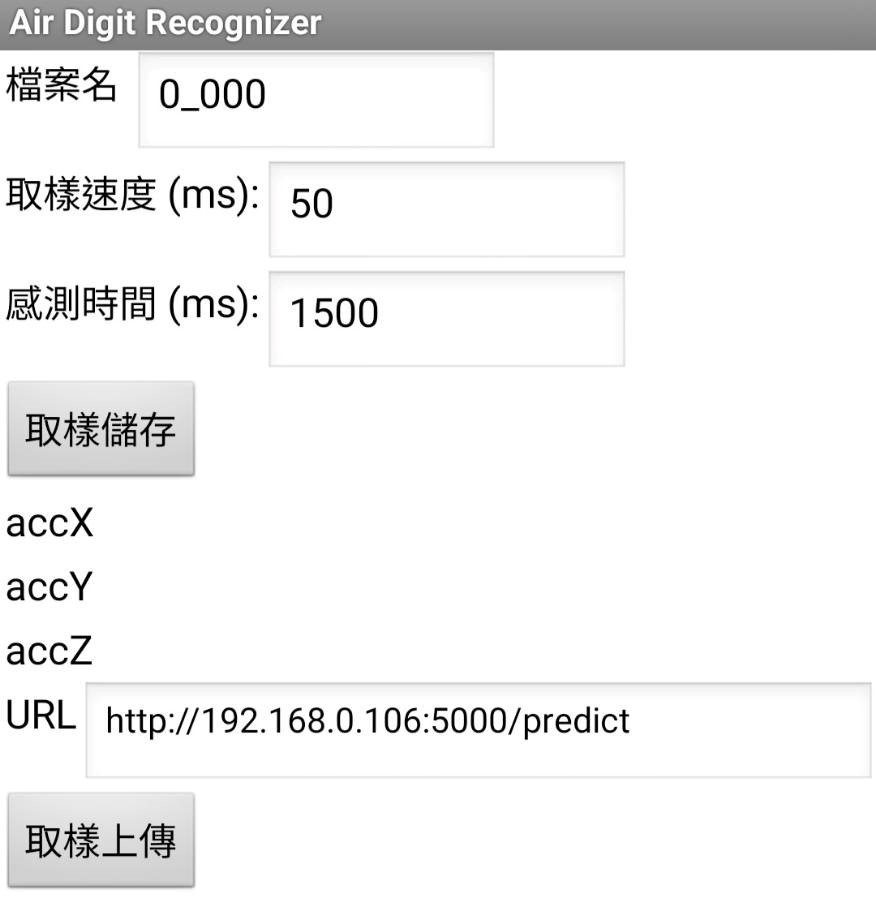 Air Digit Recognizer
檔案名 0_000
取樣速度 (ms): 50
感測時間 (ms): 1500
取樣儲存
accX
accY
accZ
URL http://192.168.0.106:5000/predict
取樣上傳